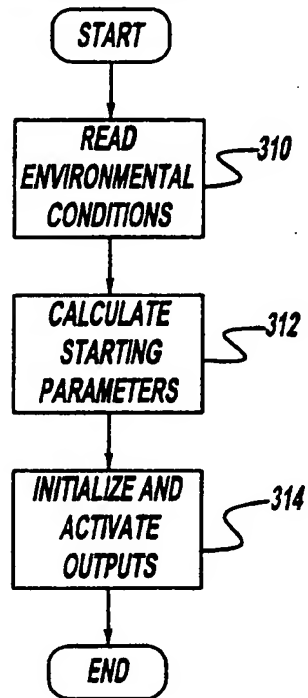 START
READ
ENVIRONMENTAL
CONDITIONS
310
CALCULATE
STARTING
PARAMETERS
312
INITIALIZE AND
ACTIVATE
OUTPUTS
314
END